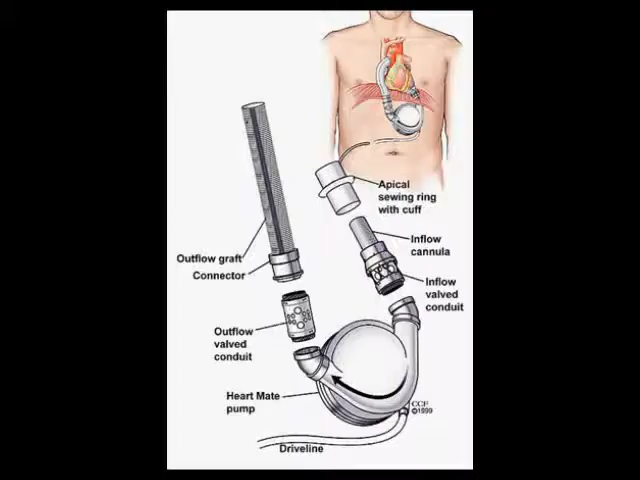 Apical
sewing ring
with cuff
Inflow
cannula
Outflow graft
Connector
Inflow
valved
conduit
Outflow
valved
conduit
Heart Mate
pump
CCF
©1999
Driveline